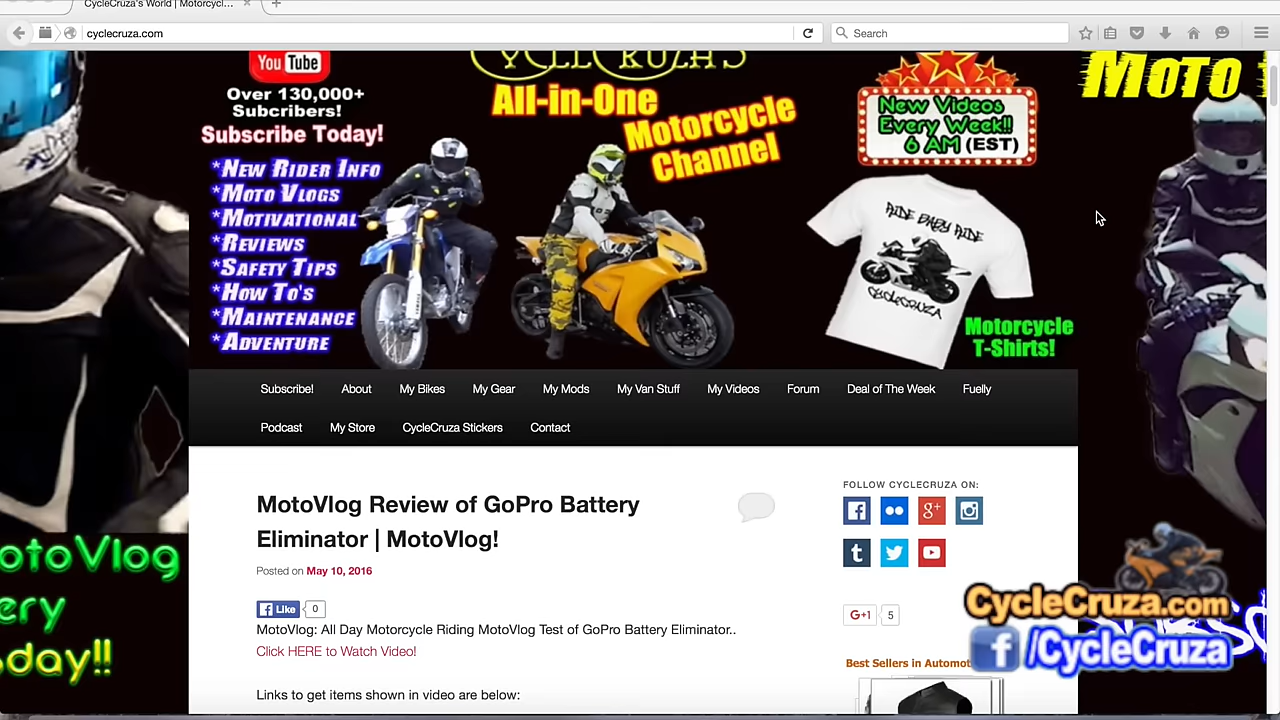 CycleCruza's World | Motorcycl...
cyclecruza.com
Search
You Tube
Over 130,000+
Subcribers!
Subscribe Today!
*New Rider Info
*Moto Vlogs
*Motivational
*Reviews
*Safety Tips
*How To's
*Maintenance
*Adventure
CycleCruza's
All-in-One
Motorcycle
Channel
New Videos
Every Week!!
6 AM (EST)
RIDE BABY RIDE
CYCLECRUZA
Motorcycle
T-Shirts!
Moto
Subscribe! About My Bikes My Gear My Mods My Van Stuff My Videos Forum Deal of The Week Fuelly
Podcast My Store CycleCruza Stickers Contact
MotoVlog Review of GoPro Battery
Eliminator | MotoVlog!
Posted on May 10, 2016
Like 0
MotoVlog: All Day Motorcycle Riding MotoVlog Test of GoPro Battery Eliminator..
Click HERE to Watch Video!
Links to get items shown in video are below:
FOLLOW CYCLECRUZA ON:
G+1 5
Best Sellers in Automot
otoVlog
ery
day!!
CycleCruza.com
f /CycleCruza